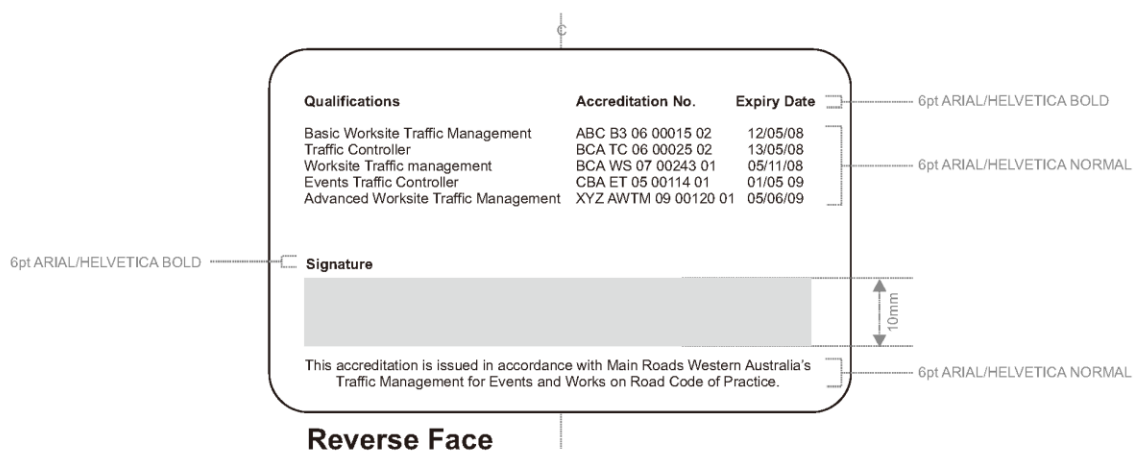 ℄
Qualifications Accreditation No. Expiry Date
6pt ARIAL/HELVETICA BOLD
Basic Worksite Traffic Management ABC B3 06 00015 02 12/05/08
Traffic Controller BCA TC 06 00025 02 13/05/08
Worksite Traffic management BCA WS 07 00243 01 05/11/08
Events Traffic Controller CBA ET 05 00114 01 01/05 09
Advanced Worksite Traffic Management XYZ AWTM 09 00120 01 05/06/09
6pt ARIAL/HELVETICA NORMAL
6pt ARIAL/HELVETICA BOLD
Signature
10mm
This accreditation is issued in accordance with Main Roads Western Australia’s
Traffic Management for Events and Works on Road Code of Practice.
6pt ARIAL/HELVETICA NORMAL
Reverse Face